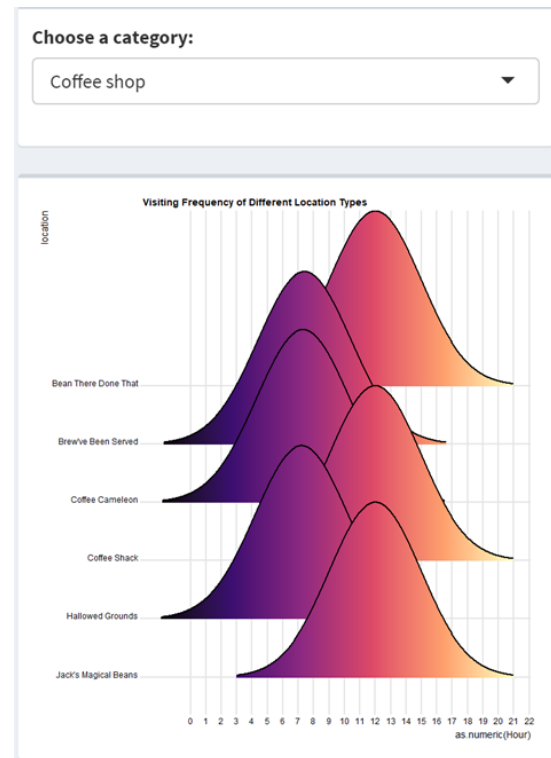 Choose a category:
Coffee shop
Visiting Frequency of Different Location Types
location
Bean There Done That
Brew've Been Served
Coffee Cameleon
Coffee Shack
Hallowed Grounds
Jack's Magical Beans
0 1 2 3 4 5 6 7 8 9 10 11 12 13 14 15 16 17 18 19 20 21 22
as.numeric(Hour)